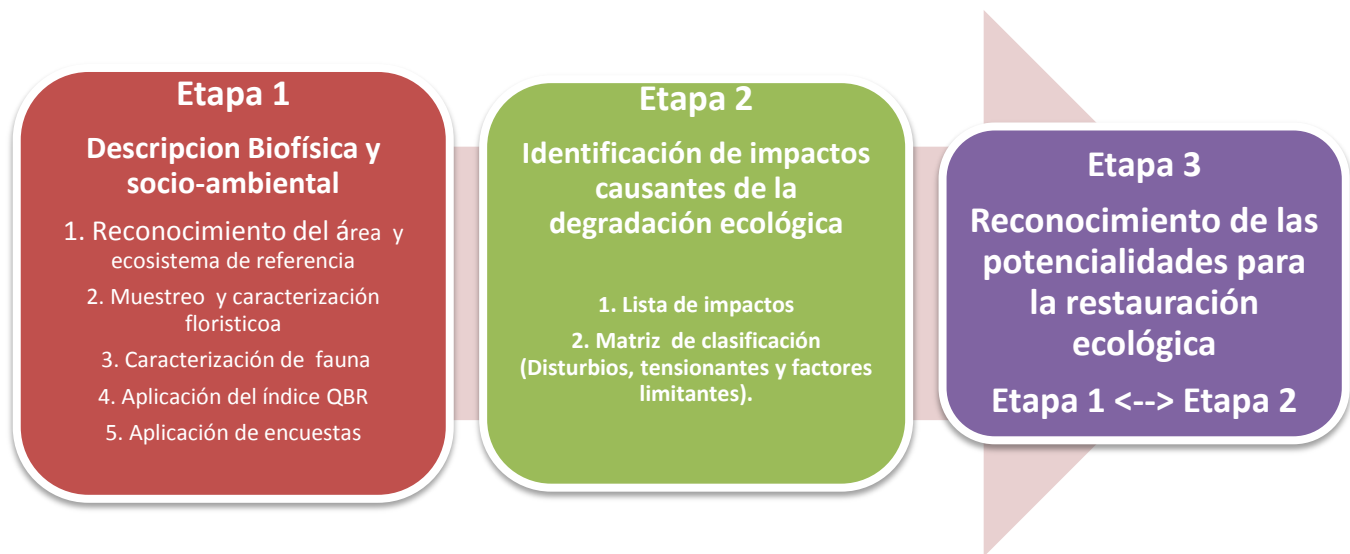 Etapa 1
Descripcion Biofísica y
socio-ambiental
1. Reconocimiento del área y
ecosistema de referencia
2. Muestreo y caracterización
floristicoa
3. Caracterización de fauna
4. Aplicación del índice QBR
5. Aplicación de encuestas
Etapa 2
Identificación de impactos
causantes de la
degradación ecológica
1. Lista de impactos
2. Matriz de clasificación
(Disturbios, tensionantes y factores
limitantes).
Etapa 3
Reconocimiento de las
potencialidades para
la restauración
ecológica
Etapa 1 <--> Etapa 2